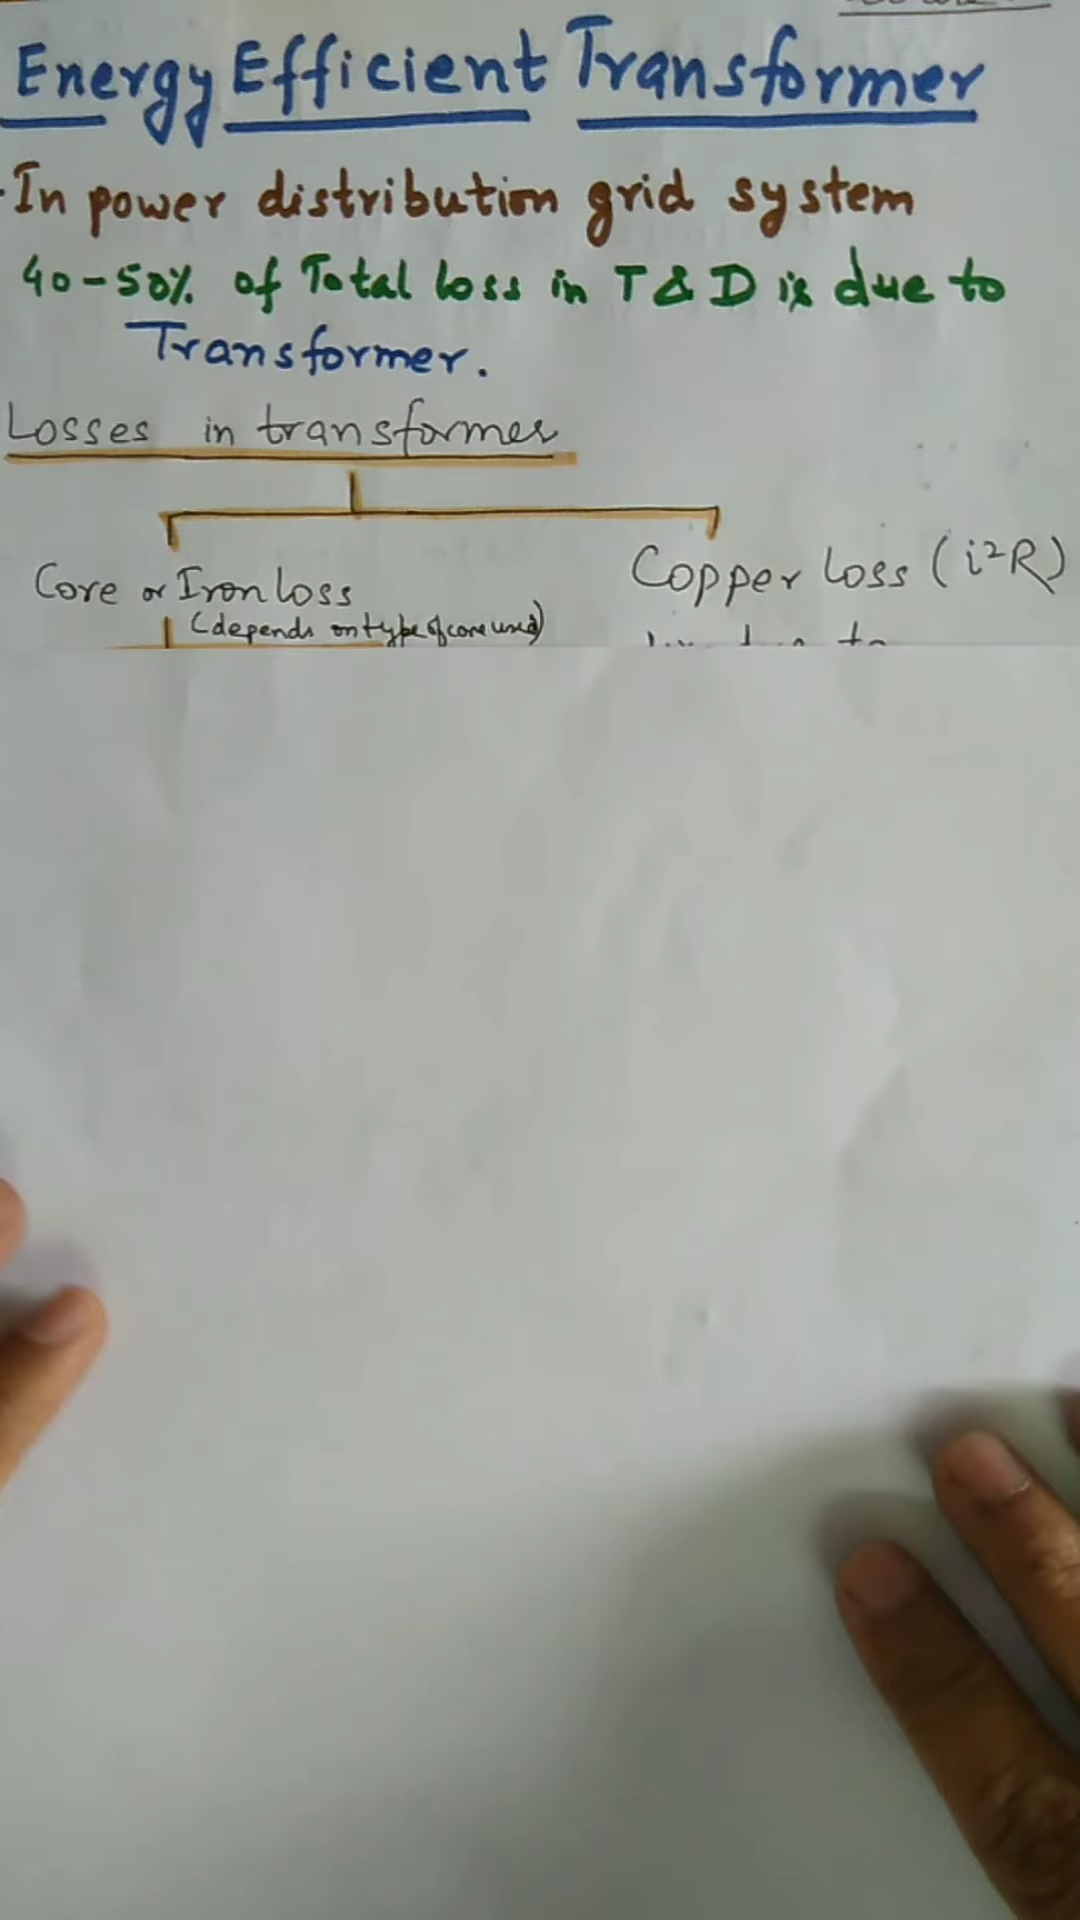 Energy Efficient Transformer
In power distribution grid system
40-50% of Total loss in T & D is due to
Transformer.
Losses in transformer
Core or Iron loss
(depends on type of core used)
Copper loss (i²R)